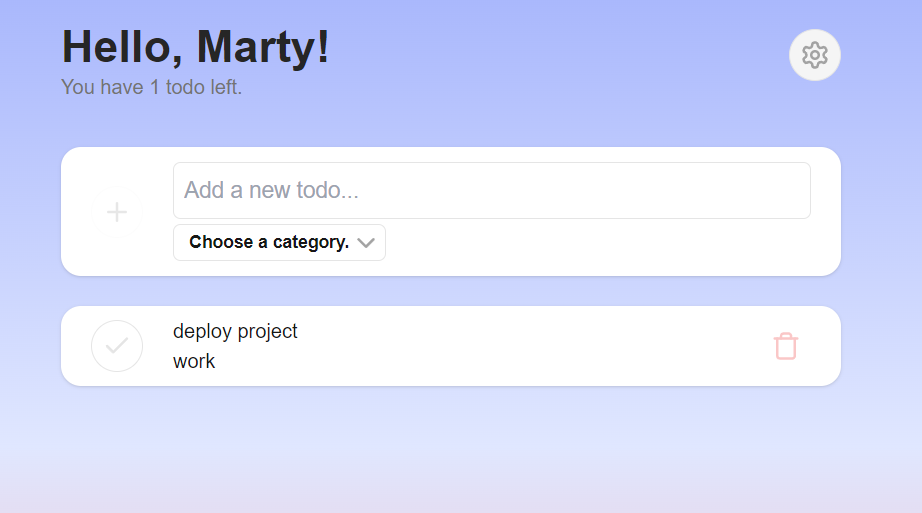 Hello, Marty!
You have 1 todo left.
Add a new todo...
Choose a category.
deploy project
work